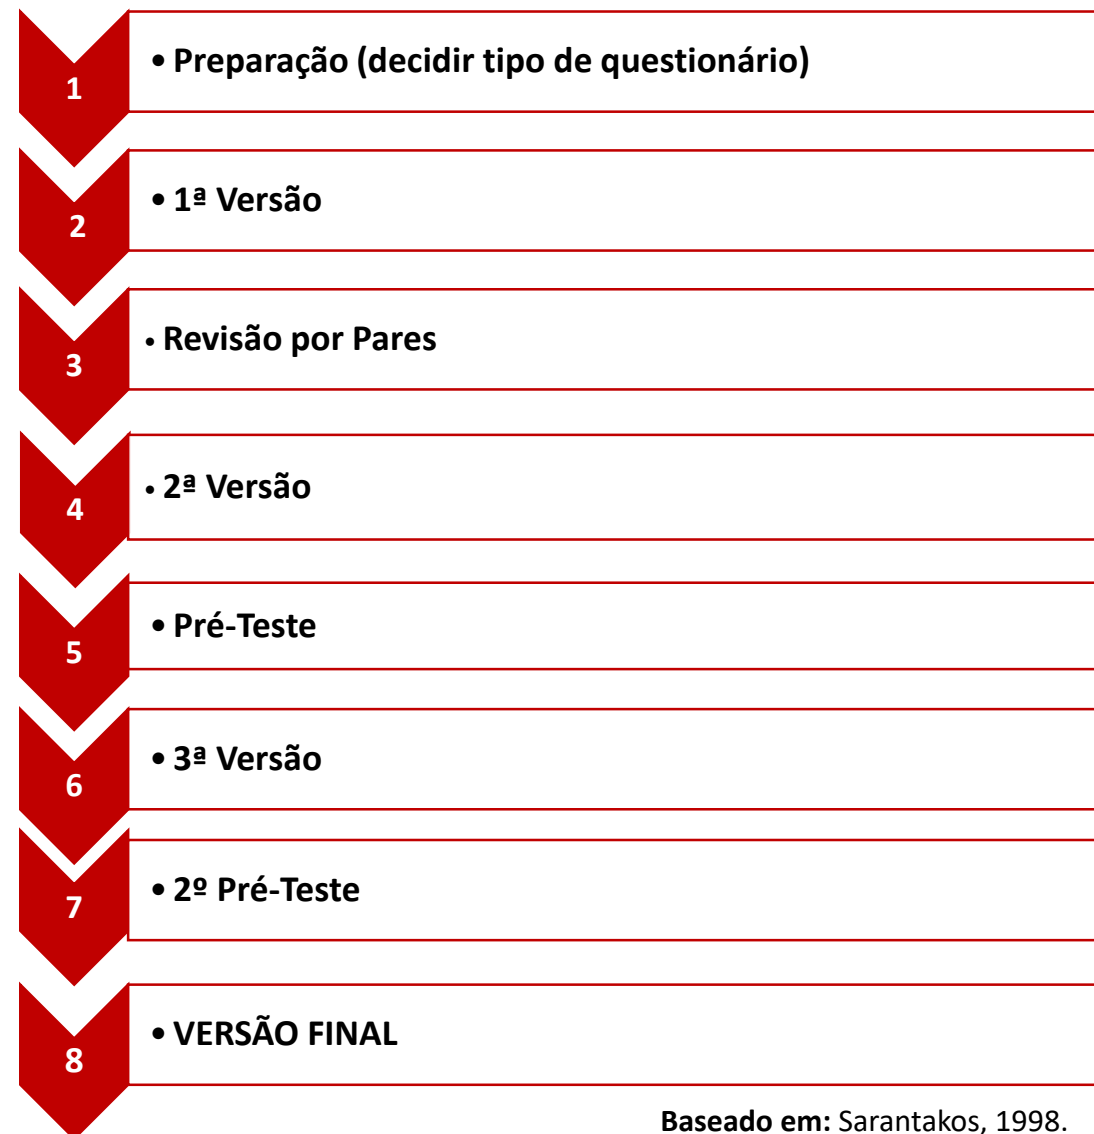 1
• Preparação (decidir tipo de questionário)
2
• 1ª Versão
3
• Revisão por Pares
4
• 2ª Versão
5
• Pré-Teste
6
• 3ª Versão
7
• 2º Pré-Teste
8
• VERSÃO FINAL
Baseado em: Sarantakos, 1998.